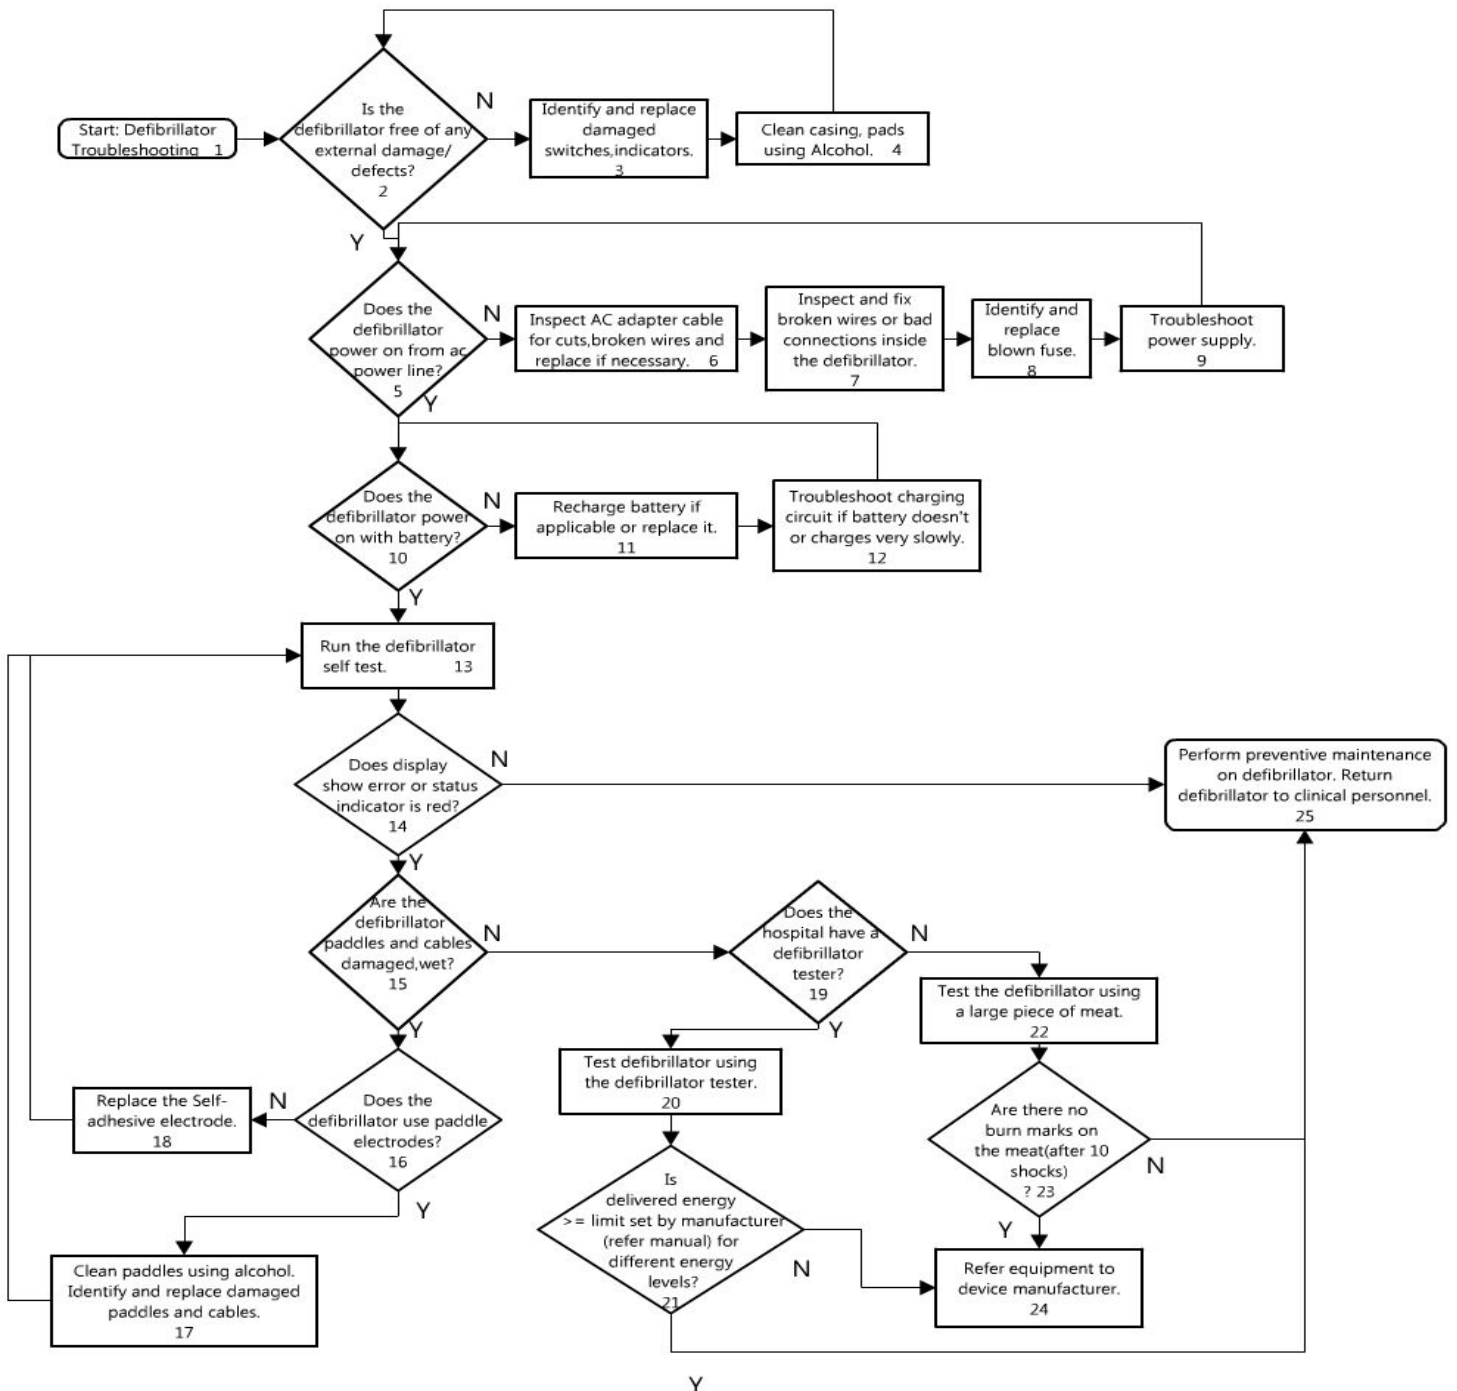 Start: Defibrillator
Troubleshooting 1
Is the
defibrillator free of any
external damage/
defects?
2
N
Identify and replace
damaged
switches,indicators.
3
Clean casing, pads
using Alcohol. 4
Y
Does the
defibrillator
power on from ac
power line?
5
N
Inspect AC adapter cable
for cuts,broken wires and
replace if necessary. 6
Inspect and fix
broken wires or bad
connections inside
the defibrillator.
7
Identify and
replace
blown fuse.
8
Troubleshoot
power supply.
9
Y
Does the
defibrillator power
on with battery?
10
N
Recharge battery if
applicable or replace it.
11
Troubleshoot charging
circuit if battery doesn't
or charges very slowly.
12
Y
Run the defibrillator
self test. 13
Does display
show error or status
indicator is red?
14
N
Perform preventive maintenance
on defibrillator. Return
defibrillator to clinical personnel.
25
Y
Are the
defibrillator
paddles and cables
damaged,wet?
15
N
Does the
hospital have a
defibrillator
tester?
19
N
Test the defibrillator using
a large piece of meat.
22
Y
Y
Test defibrillator using
the defibrillator tester.
20
Does the
defibrillator use paddle
electrodes?
16
N
Replace the Self-
adhesive electrode.
18
Are there no
burn marks on
the meat(after 10
shocks)
? 23
N
Y
Y
Is
delivered energy
>= limit set by manufacturer
(refer manual) for
different energy
levels?
21
N
Refer equipment to
device manufacturer.
24
Clean paddles using alcohol.
Identify and replace damaged
paddles and cables.
17
Y